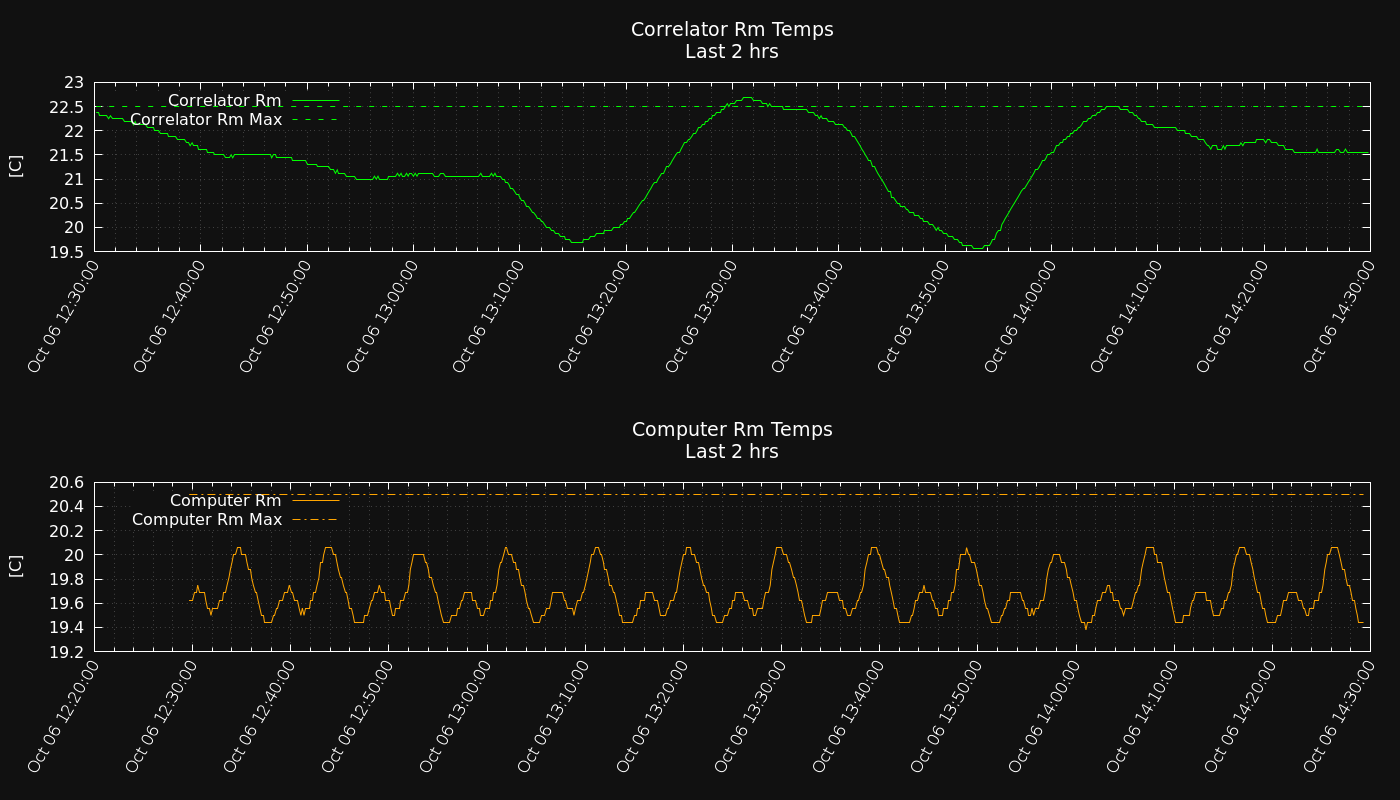 Correlator Rm Temps
Last 2 hrs
23
22.5
22
21.5
21
20.5
20
19.5
[C]
Correlator Rm
Correlator Rm Max
Oct 06 12:30:00
Oct 06 12:40:00
Oct 06 12:50:00
Oct 06 13:00:00
Oct 06 13:10:00
Oct 06 13:20:00
Oct 06 13:30:00
Oct 06 13:40:00
Oct 06 13:50:00
Oct 06 14:00:00
Oct 06 14:10:00
Oct 06 14:20:00
Oct 06 14:30:00
Computer Rm Temps
Last 2 hrs
20.6
20.4
20.2
20
19.8
19.6
19.4
19.2
[C]
Computer Rm
Computer Rm Max
Oct 06 12:20:00
Oct 06 12:30:00
Oct 06 12:40:00
Oct 06 12:50:00
Oct 06 13:00:00
Oct 06 13:10:00
Oct 06 13:20:00
Oct 06 13:30:00
Oct 06 13:40:00
Oct 06 13:50:00
Oct 06 14:00:00
Oct 06 14:10:00
Oct 06 14:20:00
Oct 06 14:30:00